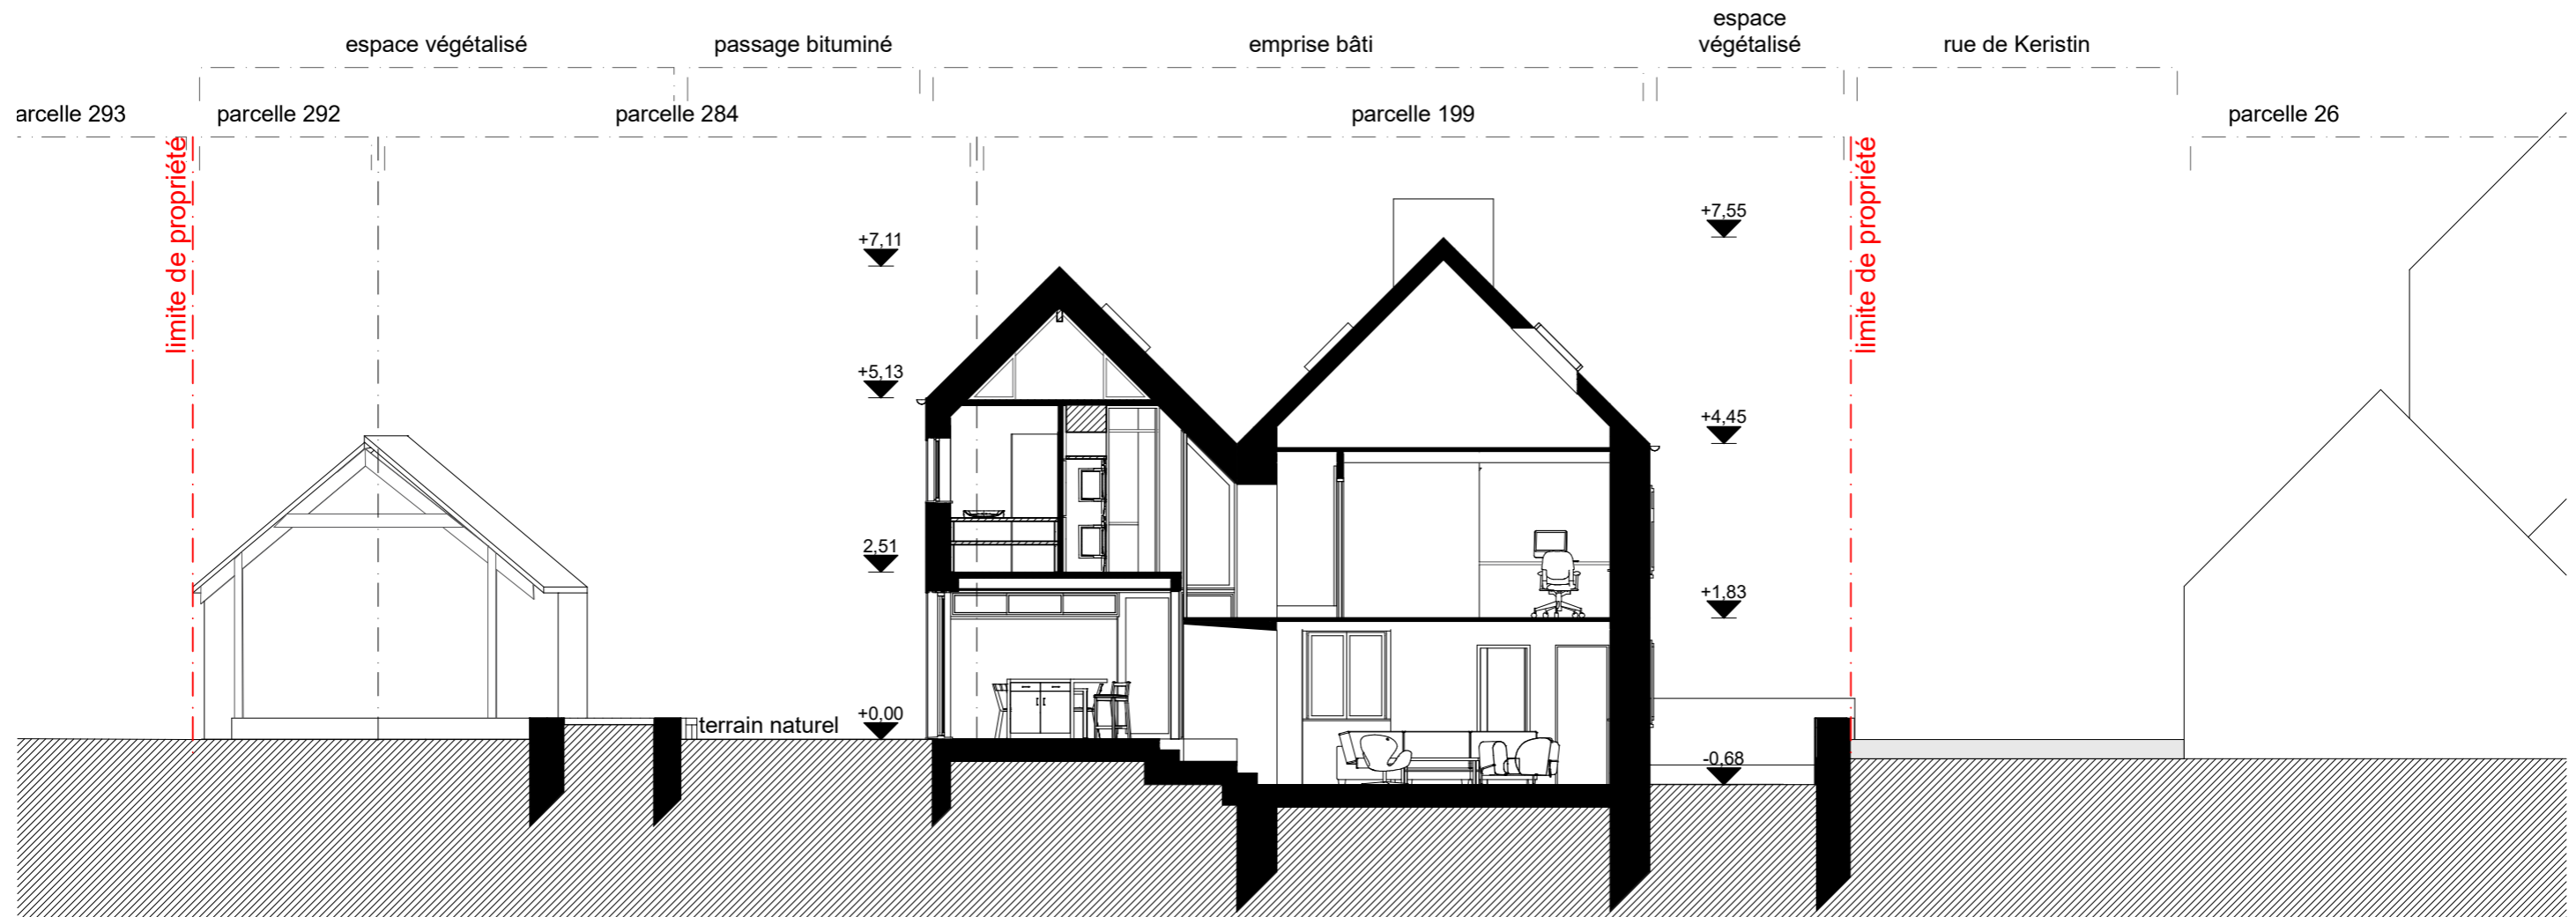 espace
végétalisé
espace végétalisé
passage bituminé
emprise bâti
rue de Keristin
arcelle 293
parcelle 292
parcelle 284
parcelle 199
parcelle 26
limite de propriété
limite de propriété
+7,55
+7,11
+5,13
+4,45
2,51
+1,83
+0,00
terrain naturel
-0,68